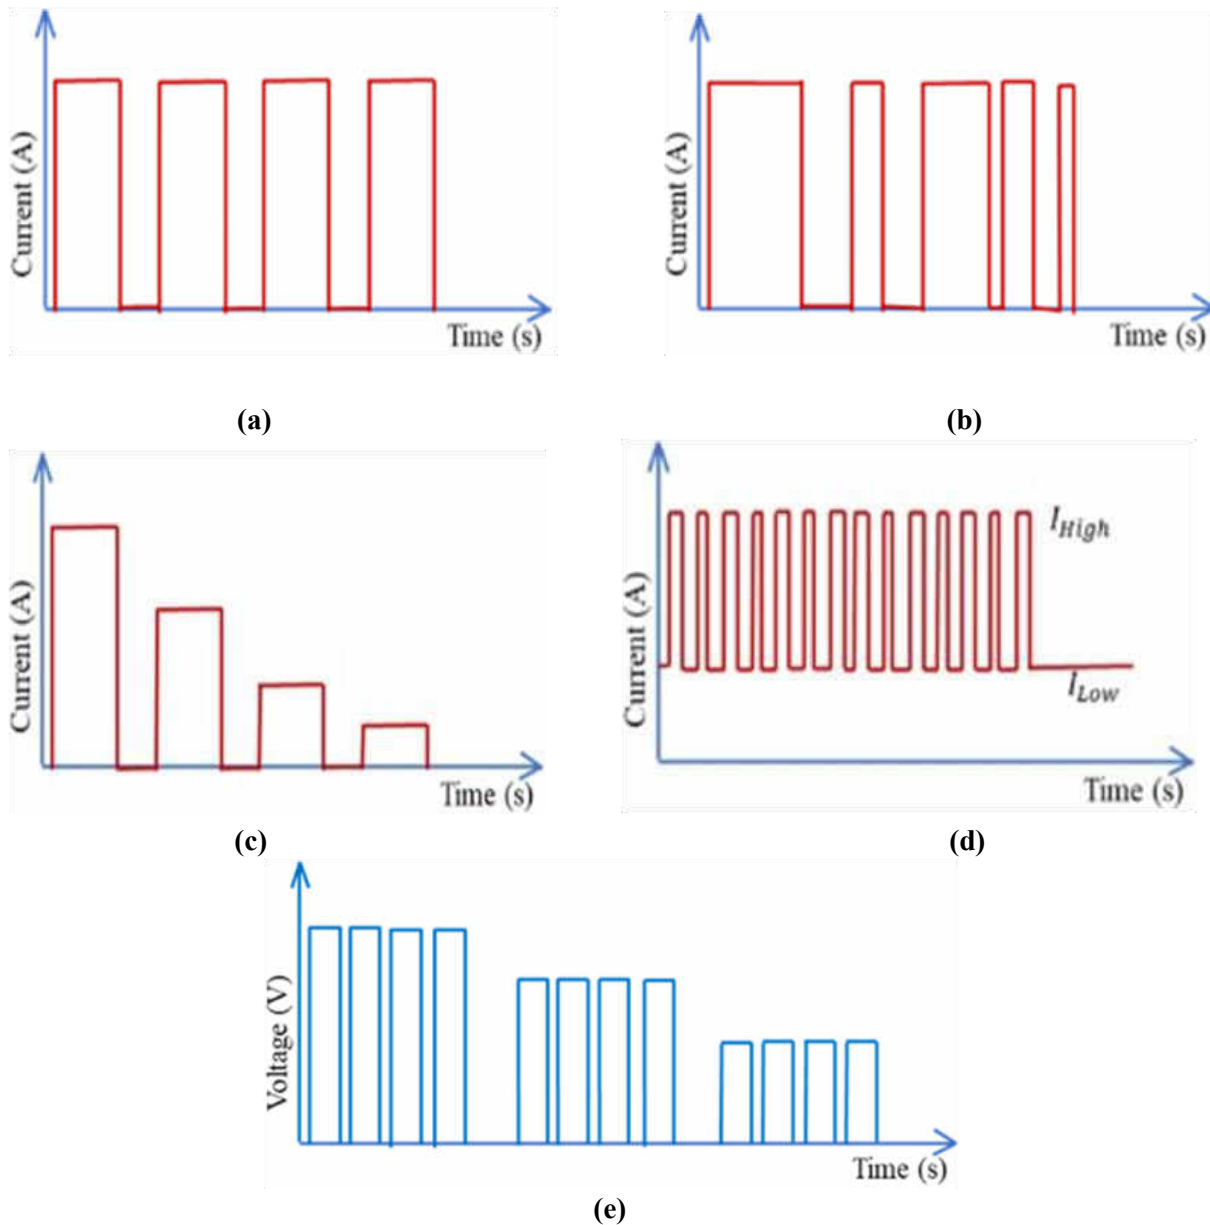 Current (A)
Time (s)
(a)
Current (A)
Time (s)
(b)
Current (A)
Time (s)
(c)
Current (A)
I_High
I_Low
Time (s)
(d)
Voltage (V)
Time (s)
(e)